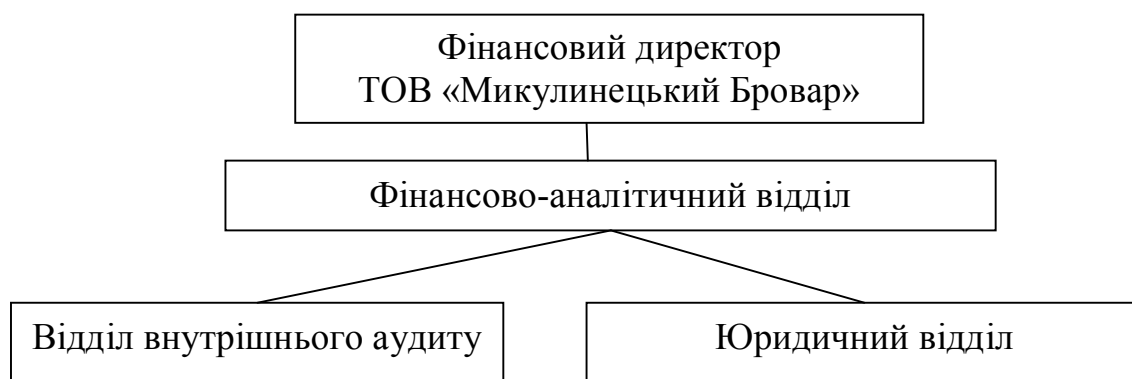 Фінансовий директор
ТОВ «Микулинецький Бровар»
Фінансово-аналітичний відділ
Відділ внутрішнього аудиту
Юридичний відділ